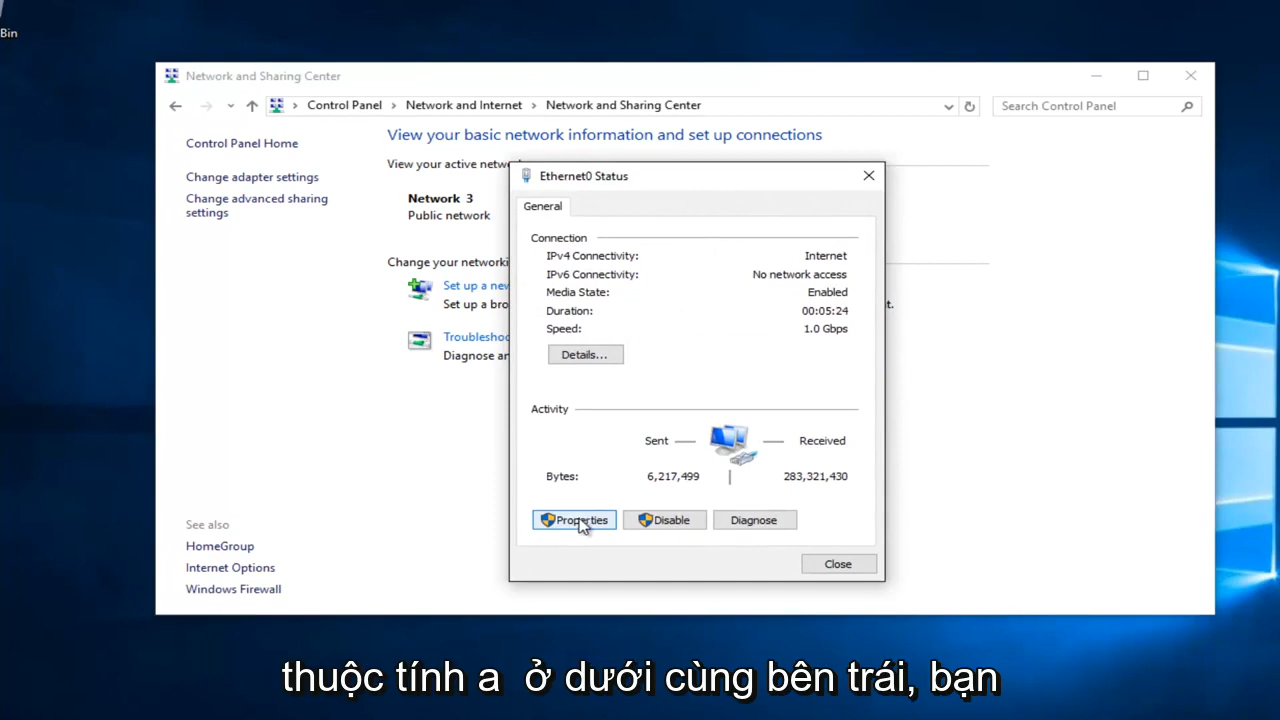 Bin
Network and Sharing Center
Control Panel > Network and Internet > Network and Sharing Center
Search Control Panel
Control Panel Home
Change adapter settings
Change advanced sharing
settings
See also
HomeGroup
Internet Options
Windows Firewall
View your basic network information and set up connections
View your active netwo
Network 3
Public network
Change your networki
Set up a new
Set up a bro
t.
Troubleshoo
Diagnose an
Ethernet0 Status
General
Connection
IPv4 Connectivity: Internet
IPv6 Connectivity: No network access
Media State: Enabled
Duration: 00:05:24
Speed: 1.0 Gbps
Details...
Activity
Sent Received
Bytes: 6,217,499 283,321,430
Properties Disable Diagnose
Close
thuộc tính a ở dưới cùng bên trái, bạn